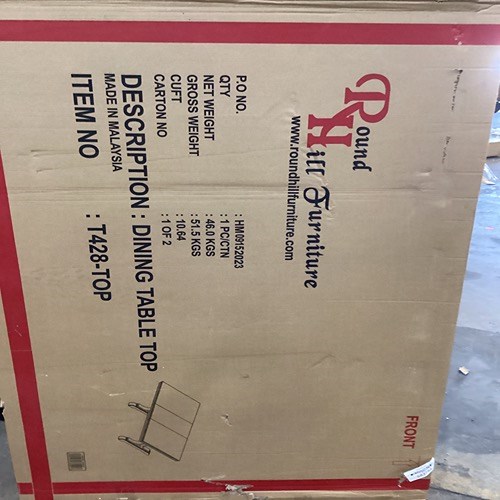 Round
Hill Furniture
www.roundhillfurniture.com
P.O NO. : HM09152023
QTY : 1 PC/CTN
NET WEIGHT : 46.0 KGS
GROSS WEIGHT : 51.5 KGS
CUFT : 10.64
CARTON NO : 1 OF 2
DESCRIPTION : DINING TABLE TOP
MADE IN MALAYSIA
ITEM NO : T428-TOP
FRONT